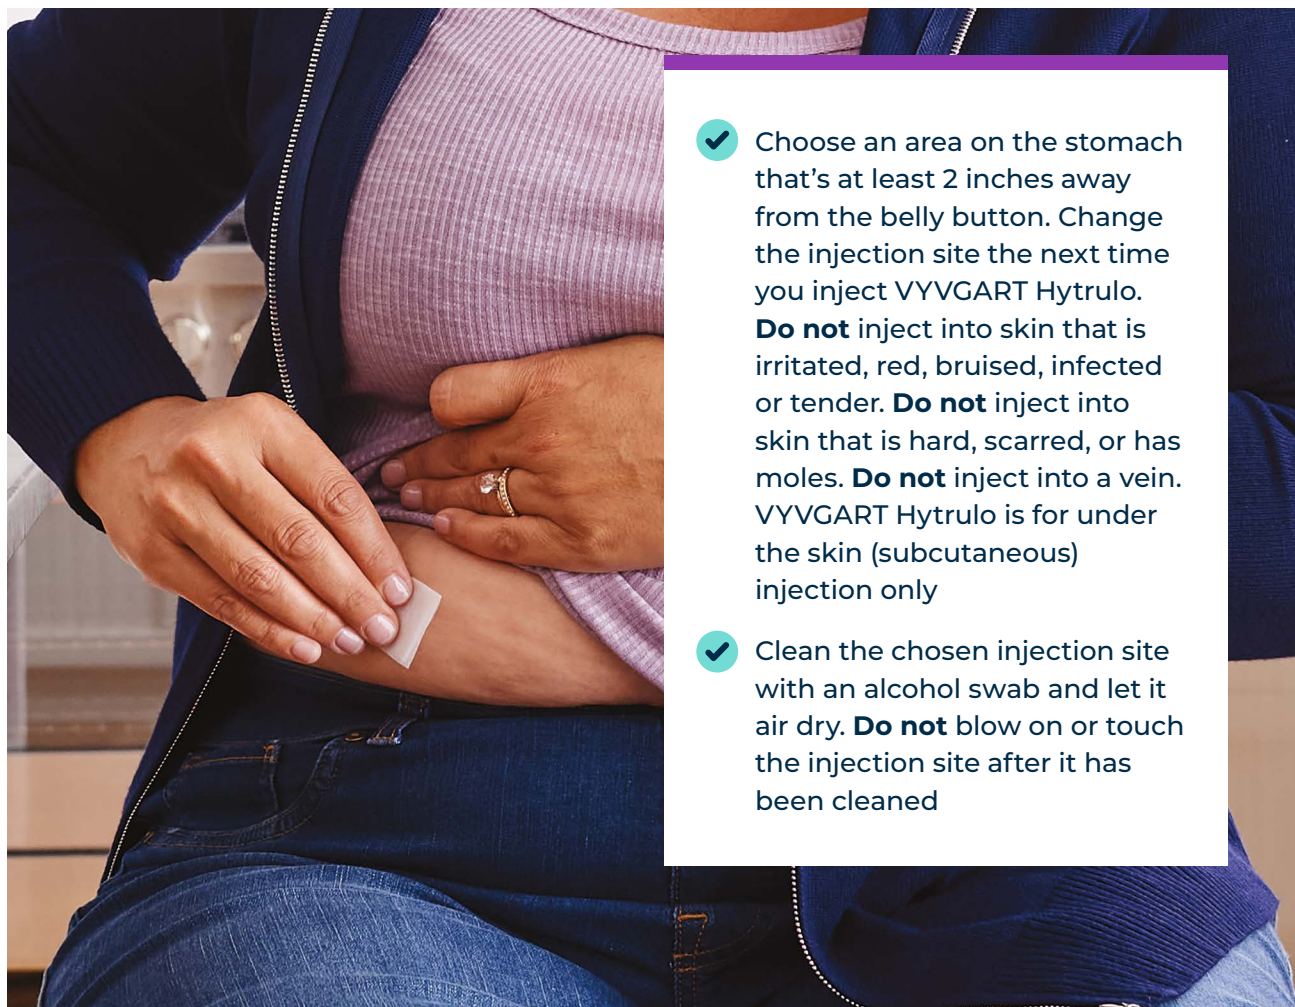 Choose an area on the stomach
that’s at least 2 inches away
from the belly button. Change
the injection site the next time
you inject VYVGART Hytrulo.
Do not inject into skin that is
irritated, red, bruised, infected
or tender. Do not inject into
skin that is hard, scarred, or has
moles. Do not inject into a vein.
VYVGART Hytrulo is for under
the skin (subcutaneous)
injection only
Clean the chosen injection site
with an alcohol swab and let it
air dry. Do not blow on or touch
the injection site after it has
been cleaned